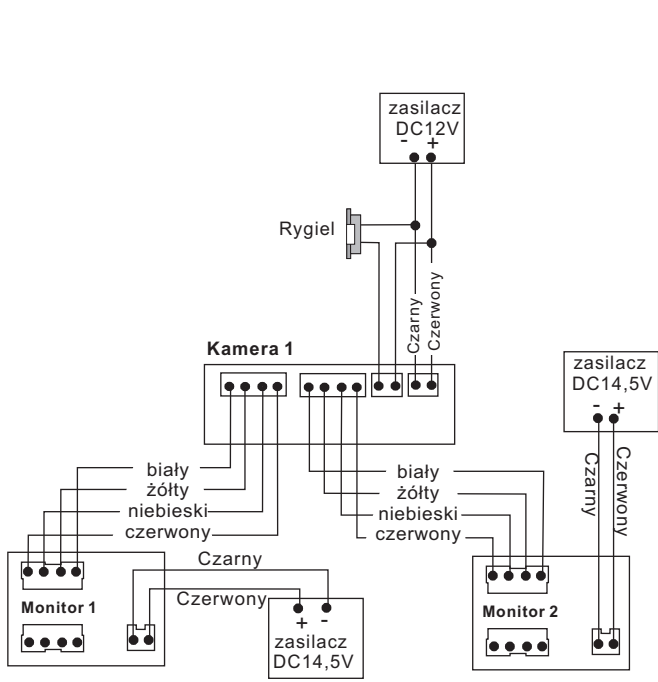 zasilacz
DC12V
- +
Rygiel
Czarny
Czerwony
Kamera 1
zasilacz
DC14,5V
- +
Czarny
Czerwony
biały
żółty
niebieski
czerwony
biały
żółty
niebieski
czerwony
Czarny
Czerwony
Monitor 1
+ -
zasilacz
DC14,5V
Monitor 2